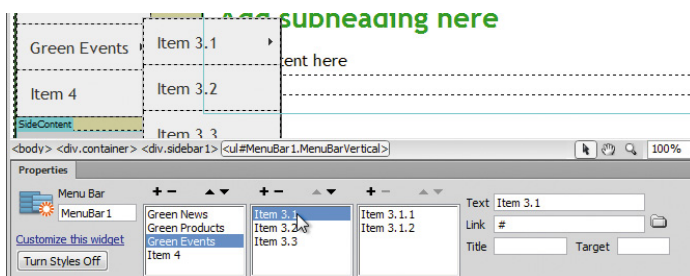 Add subheading here
Green Events
Item 3.1
tent here
Item 4
Item 3.2
SideContent
Item 3.3
<body> <div.container> <div.sidebar1> <ul#MenuBar1.MenuBarVertical>
100%
Properties
Menu Bar
MenuBar1
Customize this widget
Turn Styles Off
Green News
Green Products
Green Events
Item 4
Item 3.1
Item 3.2
Item 3.3
Item 3.1.1
Item 3.1.2
Text Item 3.1
Link #
Title Target